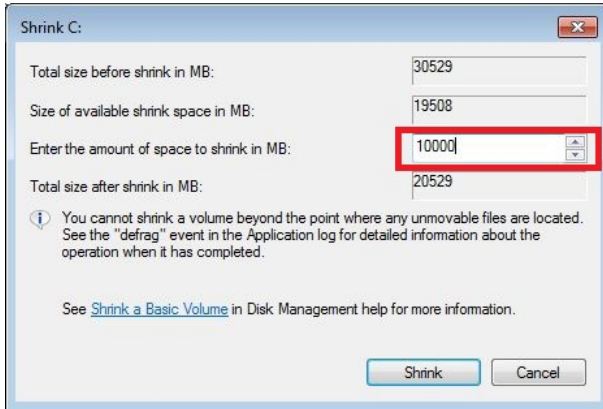 Shrink C:
Total size before shrink in MB: 30529
Size of available shrink space in MB: 19508
Enter the amount of space to shrink in MB: 10000
Total size after shrink in MB: 20529
You cannot shrink a volume beyond the point where any unmovable files are located.
See the "defrag" event in the Application log for detailed information about the
operation when it has completed.
See Shrink a Basic Volume in Disk Management help for more information.
Shrink Cancel